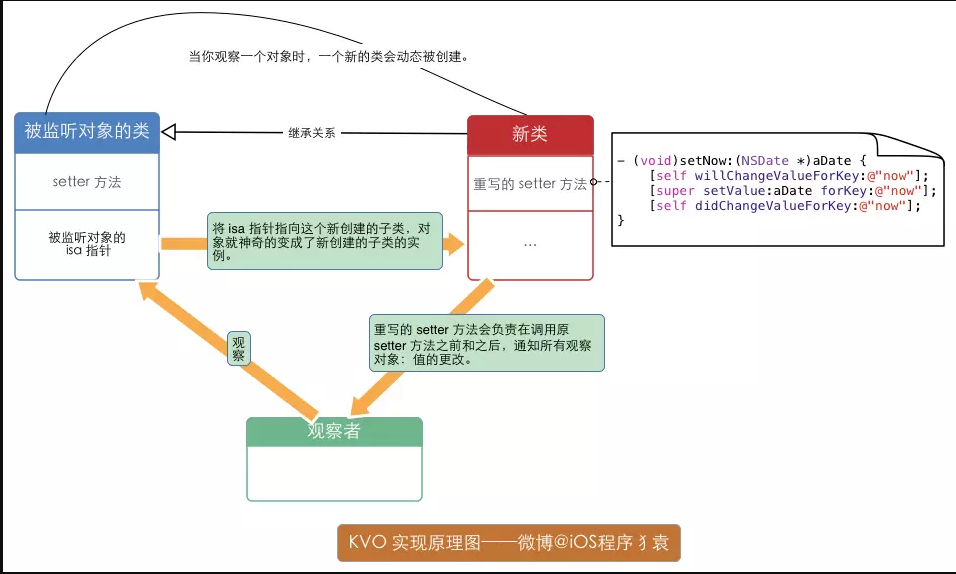 当你观察一个对象时，一个新的类会动态被创建。
被监听对象的类
继承关系
新类
setter 方法
重写的 setter 方法
- (void)setNow:(NSDate *)aDate {
[self willChangeValueForKey:@"now"];
[super setValue:aDate forKey:@"now"];
[self didChangeValueForKey:@"now"];
}
被监听对象的
isa 指针
将 isa 指针指向这个新创建的子类，对
象就神奇的变成了新创建的子类的实
例。
...
观
察
重写的 setter 方法会负责在调用原
setter 方法之前和之后，通知所有观察
对象：值的更改。
观察者
KVO 实现原理图——微博@iOS程序犭袁